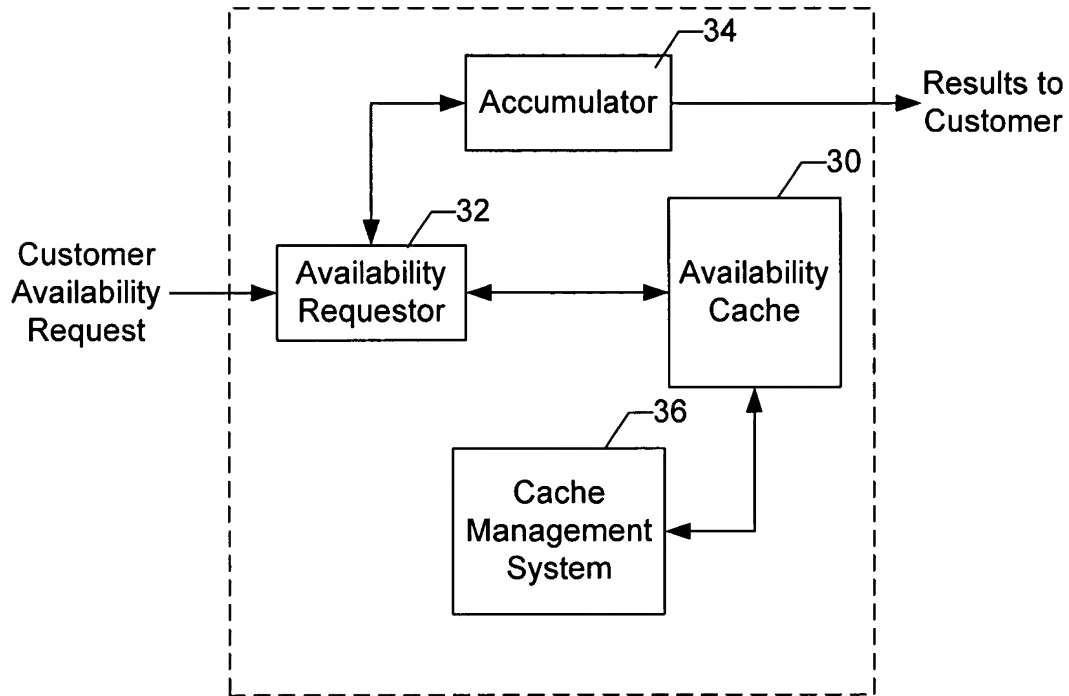 34
Accumulator
Results to
Customer
30
32
Customer
Availability
Request
Availability
Requestor
Availability
Cache
36
Cache
Management
System